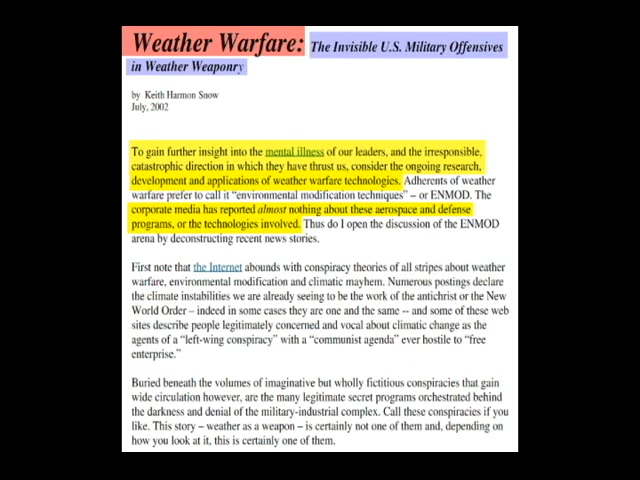 Weather Warfare: The Invisible U.S. Military Offensives
in Weather Weaponry
by Keith Harmon Snow
July, 2002
To gain further insight into the mental illness of our leaders, and the irresponsible,
catastrophic direction in which they have thrust us, consider the ongoing research,
development and applications of weather warfare technologies. Adherents of weather
warfare prefer to call it “environmental modification techniques” – or ENMOD. The
corporate media has reported almost nothing about these aerospace and defense
programs, or the technologies involved. Thus do I open the discussion of the ENMOD
arena by deconstructing recent news stories.
First note that the Internet abounds with conspiracy theories of all stripes about weather
warfare, environmental modification and climatic mayhem. Numerous postings declare
the climate instabilities we are already seeing to be the work of the antichrist or the New
World Order – indeed in some cases they are one and the same -- and some of these web
sites describe people legitimately concerned and vocal about climatic change as the
agents of a “left-wing conspiracy” with a “communist agenda” ever hostile to “free
enterprise.”
Buried beneath the volumes of imaginative but wholly fictitious conspiracies that gain
wide circulation however, are the many legitimate secret programs orchestrated behind
the darkness and denial of the military-industrial complex. Call these conspiracies if you
like. This story – weather as a weapon – is certainly not one of them and, depending on
how you look at it, this is certainly one of them.